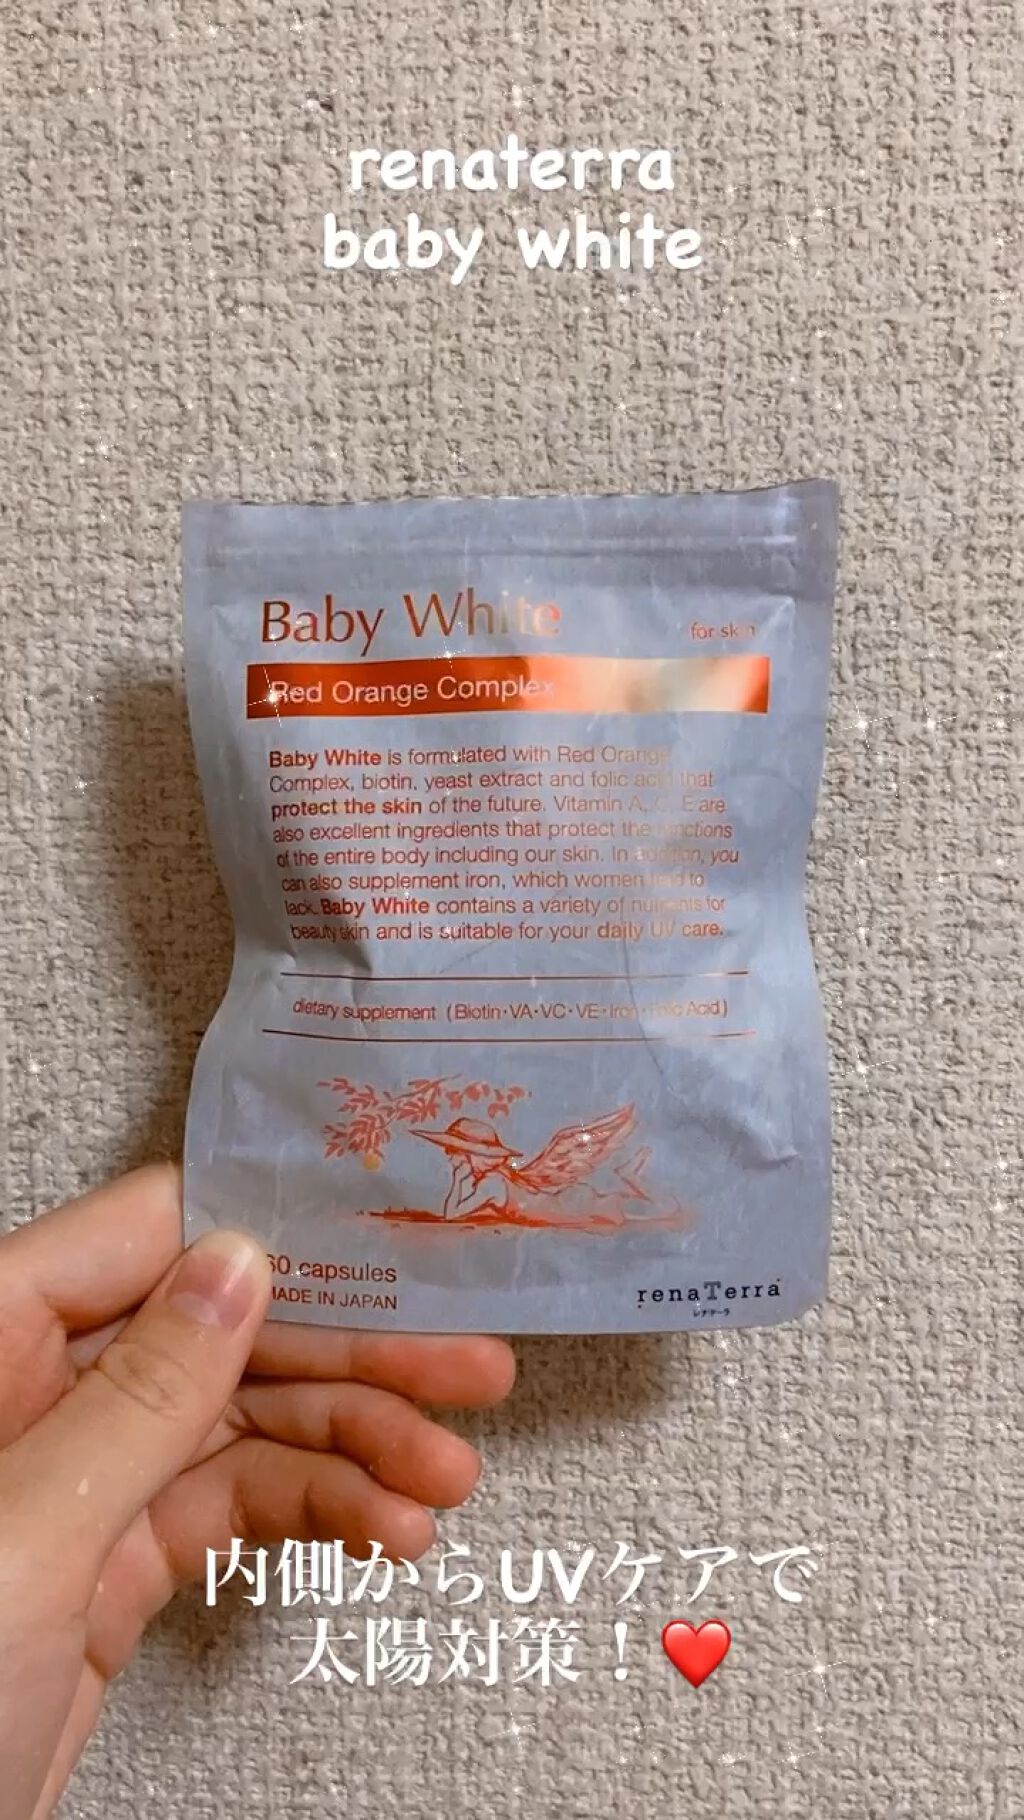 renaterra
baby white
Baby White
for skin
Red Orange Complex
Baby White is formulated with Red Orange
Complex, biotin, yeast extract and folic acid that
protect the skin of the future. Vitamin A, C, E are
also excellent ingredients that protect the functions
of the entire body including our skin. In addition, you
can also supplement iron, which women tend to
lack. Baby White contains a variety of nutrients for
beauty skin and is suitable for your daily UV care.
dietary supplement (Biotin・VA・VC・VE・Iron・Folic Acid)
60 capsules
MADE IN JAPAN
renaTerra
レナテーラ
内側からUVケアで
太陽対策！❤️